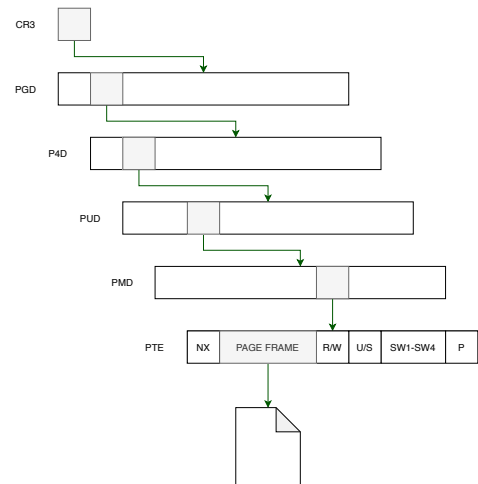 CR3
PGD
P4D
PUD
PMD
PTE NX PAGE FRAME R/W U/S SW1-SW4 P